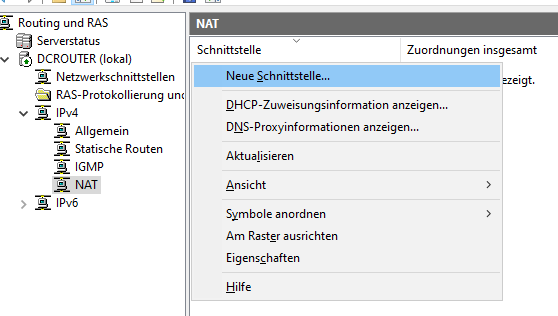 Routing und RAS
Serverstatus
DCROUTER (lokal)
Netzwerkschnittstellen
RAS-Protokollierung und
IPv4
Allgemein
Statische Routen
IGMP
NAT
IPv6
NAT
Schnittstelle
Zuordnungen insgesamt
Neue Schnittstelle...
DHCP-Zuweisungsinformation anzeigen...
DNS-Proxyinformationen anzeigen...
Aktualisieren
Ansicht
Symbole anordnen
Am Raster ausrichten
Eigenschaften
Hilfe
ezeigt.